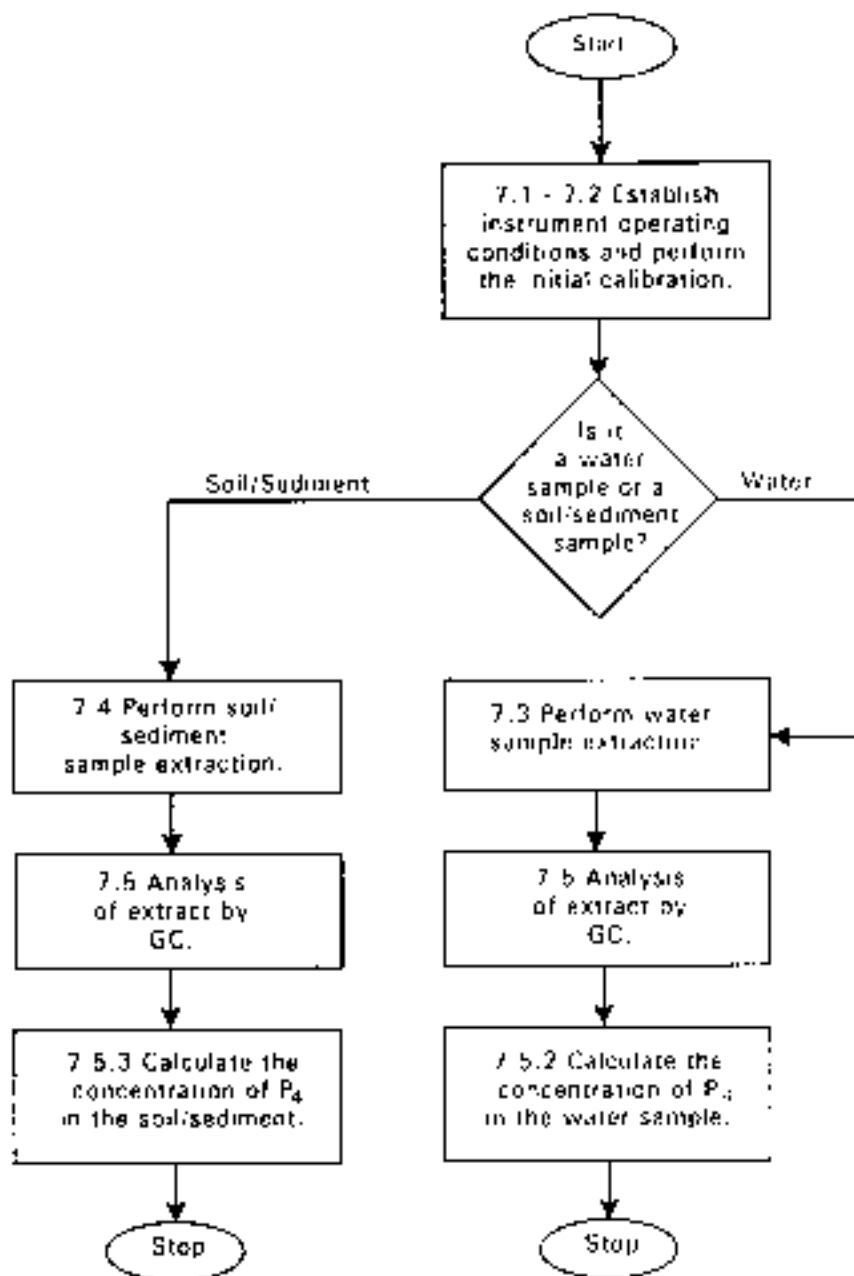 Start
7.1 - 7.2 Establish
instrument operating
conditions and perform
the initial calibration.
Is it
a water
sample or a
soil/sediment
sample?
Soil/Sediment
Water
7.4 Perform soil/
sediment
sample extraction.
7.3 Perform water
sample extraction
7.5 Analysis
of extract by
GC.
7.5 Analysis
of extract by
GC.
7.5.3 Calculate the
concentration of P4
in the soil/sediment.
7.5.2 Calculate the
concentration of P4
in the water sample.
Stop
Stop